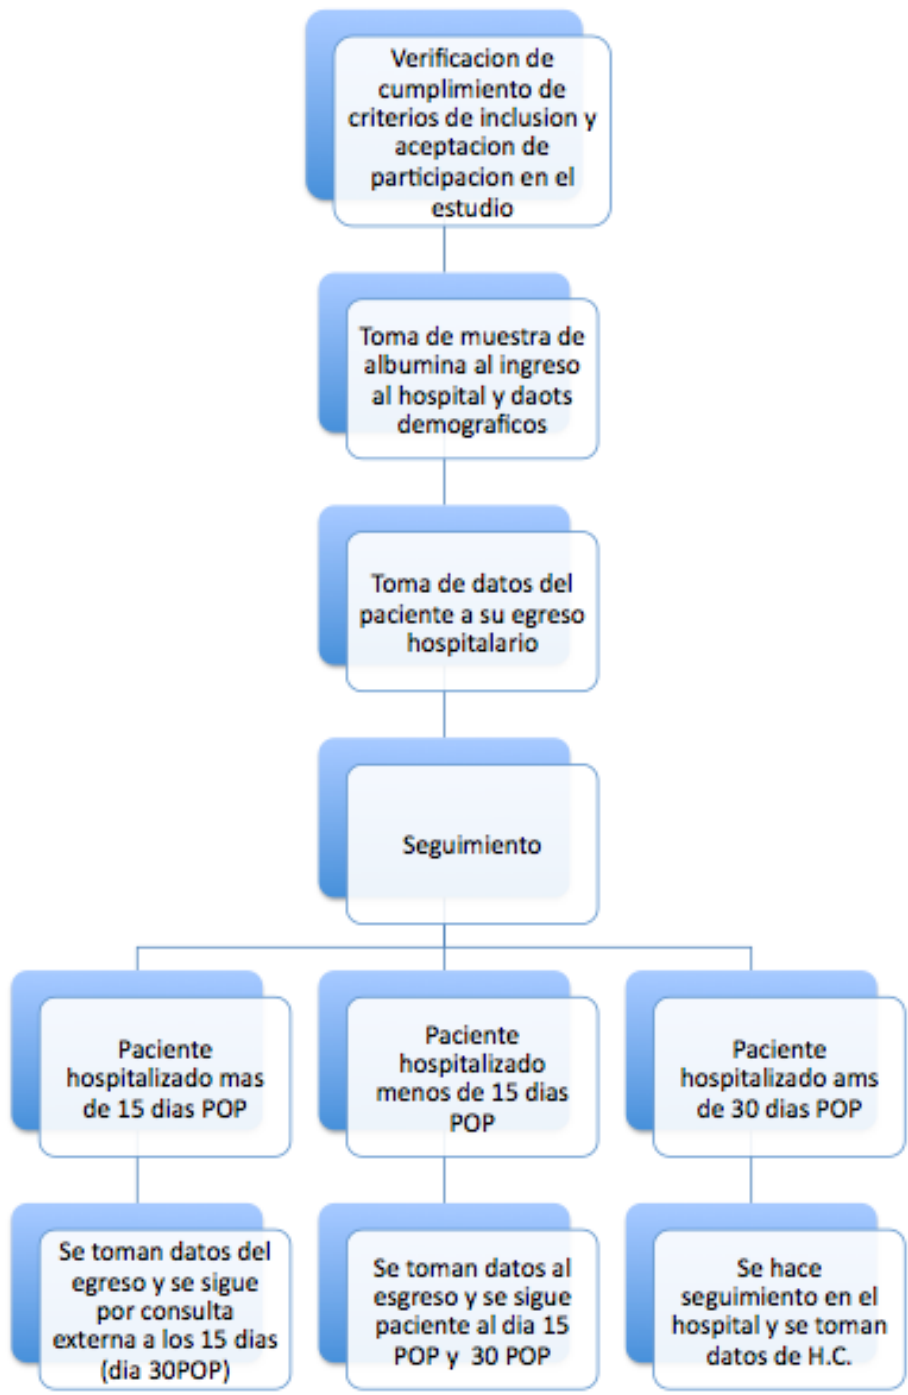 Verificacion de
cumplimiento de
criterios de inclusion y
aceptacion de
participacion en el
estudio
Toma de muestra de
albumina al ingreso
al hospital y daots
demograficos
Toma de datos del
paciente a su egreso
hospitalario
Seguimiento
Paciente
hospitalizado mas
de 15 dias POP
Paciente
hospitalizado
menos de 15 dias
POP
Paciente
hospitalizado ams
de 30 dias POP
Se toman datos del
egreso y se sigue
por consulta
externa a los 15 dias
(dia 30POP)
Se toman datos al
esgreso y se sigue
paciente al dia 15
POP y 30 POP
Se hace
seguimiento en el
hospital y se toman
datos de H.C.